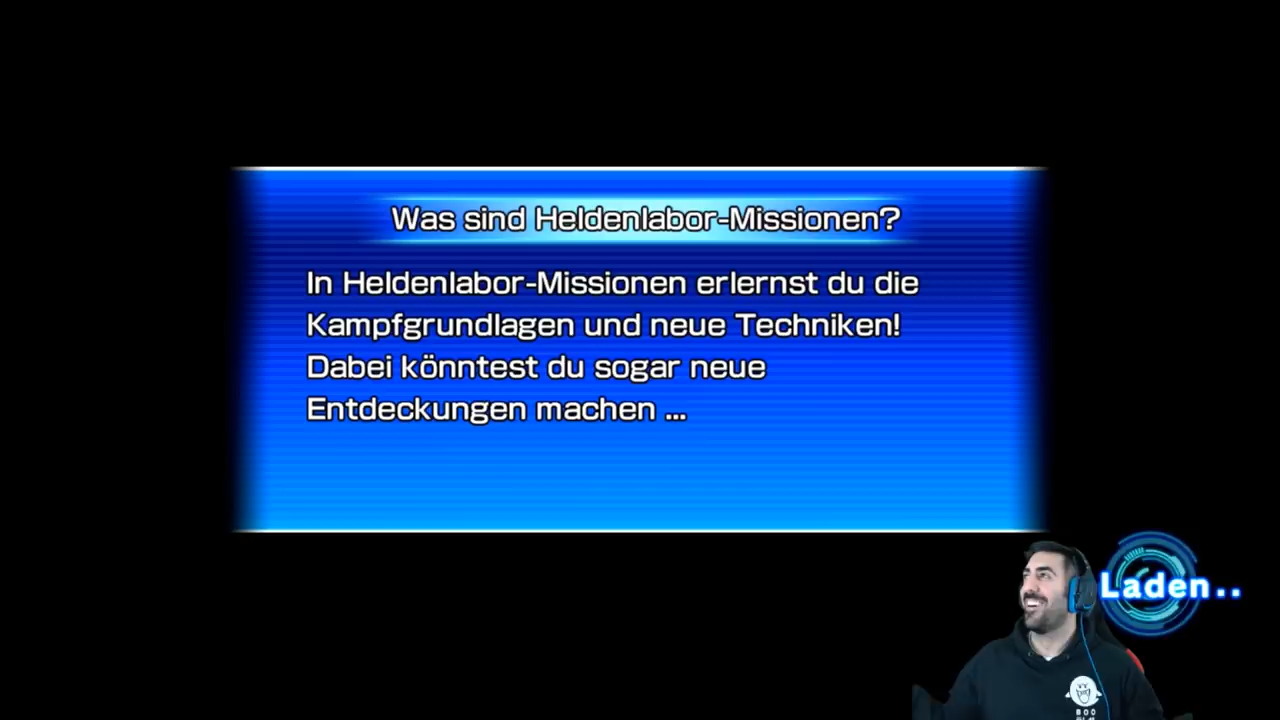 Was sind Heldenlabor-Missionen?
In Heldenlabor-Missionen erlernst du die
Kampfgrundlagen und neue Techniken!
Dabei könntest du sogar neue
Entdeckungen machen ...
Laden..
BOO